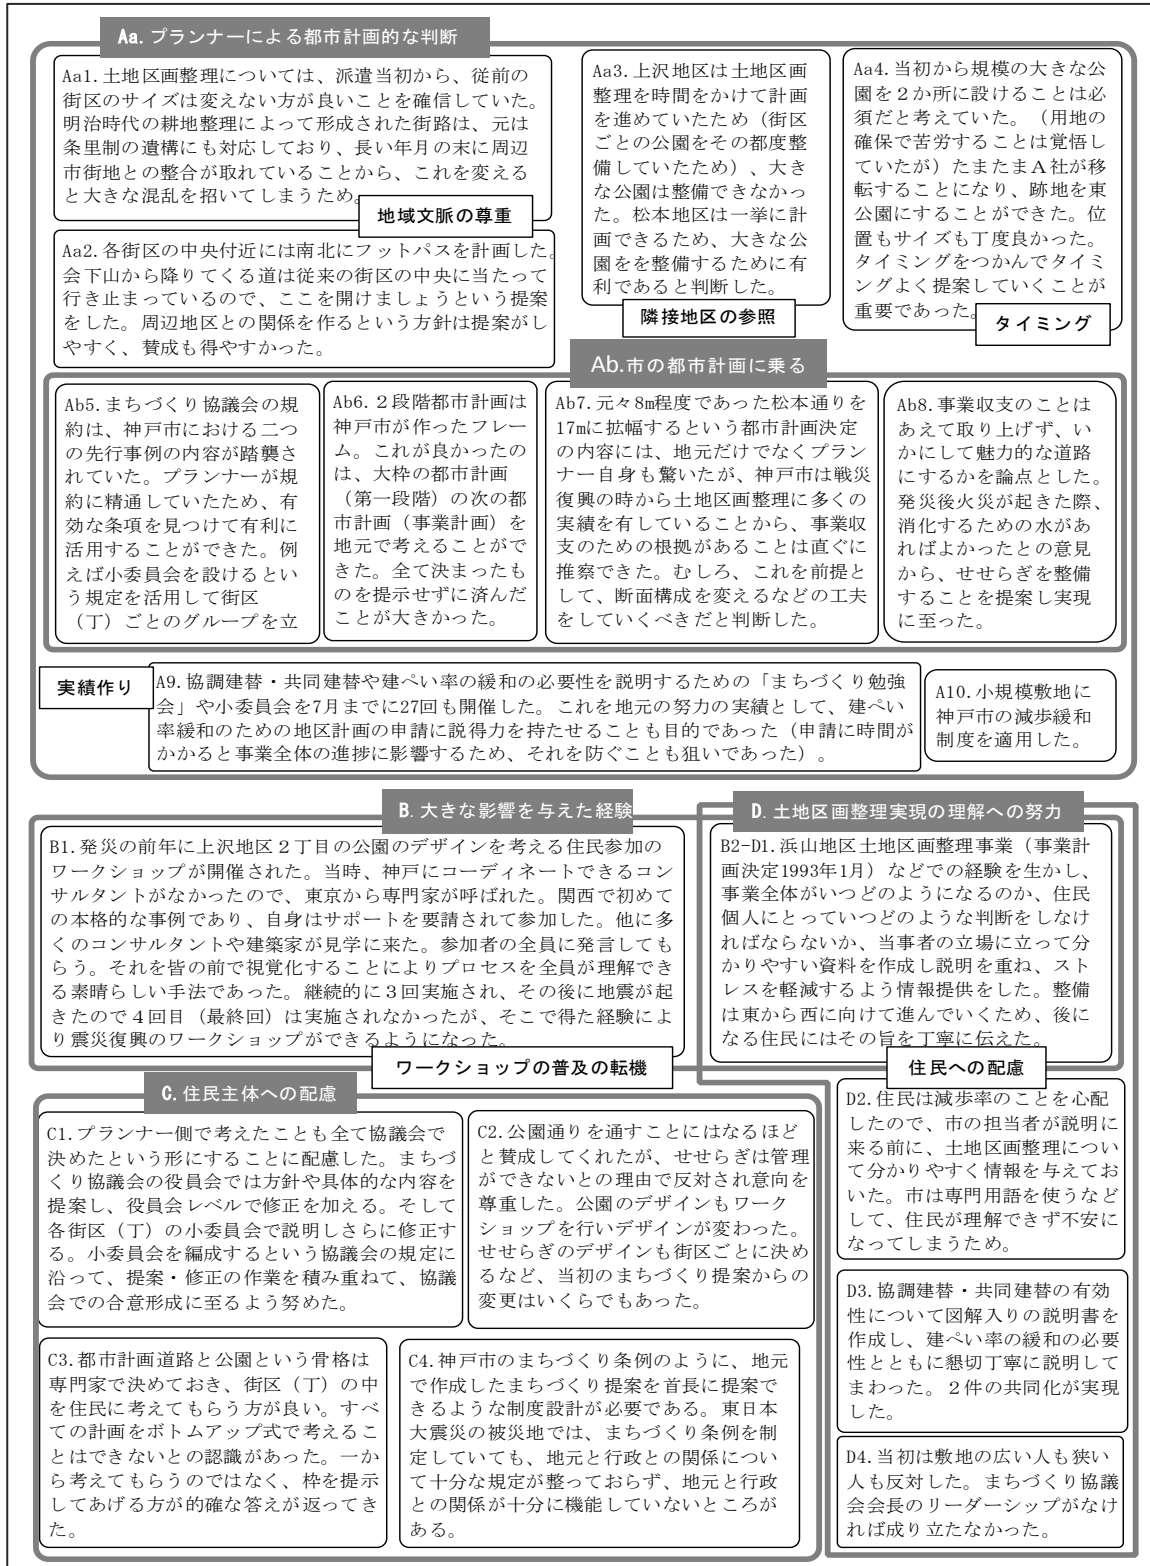 Aa. プランナーによる都市計画的な判断
Aa1. 土地区画整理については、派遣当初から、従前の
街区のサイズは変えない方が良いことを確信していた。
明治時代の耕地整理によって形成された街路は、元は
条里制の遺構にも対応しており、長い年月の末に周辺
市街地との整合が取れていることから、これを変える
と大きな混乱を招いてしまうため。
地域文脈の尊重
Aa2. 各街区の中央付近には南北にフットパスを計画した。
会下山から降りてくる道は従来の街区の中央に当たって
行き止まっているので、ここを開けましょうという提案
をした。周辺地区との関係を作るという方針は提案がし
やすく、賛成も得やすかった。
Aa3. 上沢地区は土地区画
整理を時間をかけて計画
を進めていたため（街区
ごとの公園をその都度整
備していたため）、大き
な公園は整備できなかっ
た。松本地区は一挙に計
画できるため、大きな公
園をを整備するために有
利であると判断した。
隣接地区の参照
Aa4. 当初から規模の大きな公
園を２か所に設けることは必
須だと考えていた。（用地の
確保で苦労することは覚悟し
ていたが）たまたまＡ社が移
転することになり、跡地を東
公園にすることができた。位
置もサイズも丁度良かった。
タイミングをつかんでタイミ
ングよく提案していくことが
重要であった。
タイミング
Ab. 市の都市計画に乗る
Ab5. まちづくり協議会の規
約は、神戸市における二つ
の先行事例の内容が踏襲さ
れていた。プランナーが規
約に精通していたため、有
効な条項を見つけて有利に
活用することができた。例
えば小委員会を設けるとい
う規定を活用して街区
（丁）ごとのグループを立
Ab6. ２段階都市計画は
神戸市が作ったフレー
ム。これが良かったの
は、大枠の都市計画
（第一段階）の次の都
市計画（事業計画）を
地元で考えることがで
きた。全て決まったも
のを提示せずに済んだ
ことが大きかった。
Ab7. 元々8m程度であった松本通りを
17mに拡幅するという都市計画決定
の内容には、地元だけでなくプラン
ナー自身も驚いたが、神戸市は戦災
復興の時から土地区画整理に多くの
実績を有していることから、事業収
支のための根拠があることは直ぐに
推察できた。むしろ、これを前提と
して、断面構成を変えるなどの工夫
をしていくべきだと判断した。
Ab8. 事業収支のことは
あえて取り上げず、い
かにして魅力的な道路
にするかを論点とした。
発災後火災が起きた際、
消化するための水があ
ればよかったとの意見
から、せせらぎを整備
することを提案し実現
に至った。
実績作り
A9. 協調建替・共同建替や建ぺい率の緩和の必要性を説明するための「まちづくり勉強
会」や小委員会を7月までに27回も開催した。これを地元の努力の実績として、建ぺい
率緩和のための地区計画の申請に説得力を持たせることも目的であった（申請に時間が
かかると事業全体の進捗に影響するため、それを防ぐことも狙いであった）。
A10. 小規模敷地に
神戸市の減歩緩和
制度を適用した。
B. 大きな影響を与えた経験
B1. 発災の前年に上沢地区２丁目の公園のデザインを考える住民参加の
ワークショップが開催された。当時、神戸にコーディネートできるコン
サルタントがなかったので、東京から専門家が呼ばれた。関西で初めて
の本格的な事例であり、自身はサポートを要請されて参加した。他に多
くのコンサルタントや建築家が見学に来た。参加者の全員に発言しても
らう。それを皆の前で視覚化することによりプロセスを全員が理解でき
る素晴らしい手法であった。継続的に３回実施され、その後に地震が起
きたので４回目（最終回）は実施されなかったが、そこで得た経験によ
り震災復興のワークショップができるようになった。
ワークショップの普及の転機
D. 土地区画整理実現の理解への努力
B2-D1. 浜山地区土地区画整理事業（事業計
画決定1993年1月）などでの経験を生かし、
事業全体がいつどのようになるのか、住民
個人にとっていつどのような判断をしなけ
ればならないか、当事者の立場に立って分
かりやすい資料を作成し説明を重ね、スト
レスを軽減するよう情報提供をした。整備
は東から西に向けて進んでいくため、後に
なる住民にはその旨を丁寧に伝えた。
住民への配慮
C. 住民主体への配慮
C1. プランナー側で考えたことも全て協議会で
決めたという形にすることに配慮した。まちづ
くり協議会の役員会では方針や具体的な内容を
提案し、役員会レベルで修正を加える。そして
各街区（丁）の小委員会で説明しさらに修正す
る。小委員会を編成するという協議会の規定に
沿って、提案・修正の作業を積み重ねて、協議
会での合意形成に至るよう努めた。
C2. 公園通りを通すことにはなるほど
と賛成してくれたが、せせらぎは管理
ができないとの理由で反対され意向を
尊重した。公園のデザインもワーク
ショップを行いデザインが変わった。
せせらぎのデザインも街区ごとに決め
るなど、当初のまちづくり提案からの
変更はいくらでもあった。
C3. 都市計画道路と公園という骨格は
専門家で決めておき、街区（丁）の中
を住民に考えてもらう方が良い。すべ
ての計画をボトムアップ式で考えるこ
とはできないとの認識があった。一か
ら考えてもらうのではなく、枠を提示
してあげる方が的確な答えが返ってき
た。
C4. 神戸市のまちづくり条例のように、地元
で作成したまちづくり提案を首長に提案で
きるような制度設計が必要である。東日本
大震災の被災地では、まちづくり条例を
制定していても、地元と行政との関係につい
て十分な規定が整っておらず、地元と行政
との関係が十分に機能していないところが
ある。
D2. 住民は減歩率のことを心配
したので、市の担当者が説明に
来る前に、土地区画整理につい
て分かりやすく情報を与えてお
いた。市は専門用語を使うなど
して、住民が理解できず不安に
なってしまうため。
D3. 協調建替・共同建替の有効
性について図解入りの説明書を
作成し、建ぺい率の緩和の必要
性とともに懇切丁寧に説明して
まわった。２件の共同化が実現
した。
D4. 当初は敷地の広い人も狭い
人も反対した。まちづくり協議
会会長のリーダーシップがなけ
れば成り立たなかった。